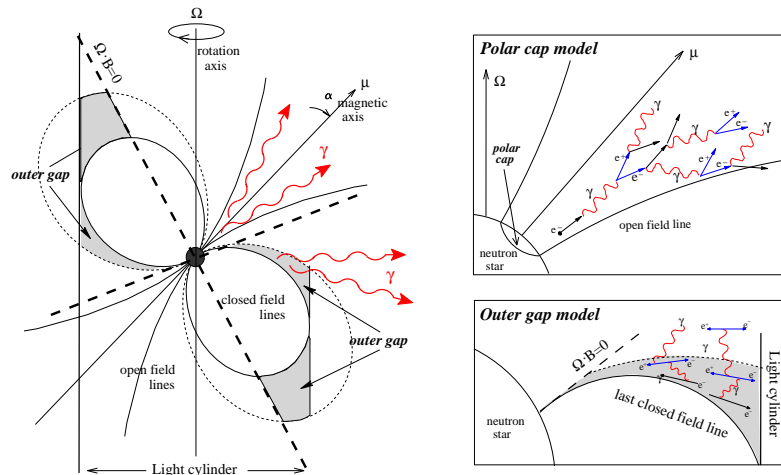 Ω
rotation
axis
Ω·B=0
α
μ
magnetic
axis
γ
outer gap
γ
closed field
lines
outer gap
open field
lines
Light cylinder
Polar cap model
Ω
μ
polar
cap
γ
e+
e−
γ
γ
e+
e−
γ
γ
e+
e−
γ
e−
open field line
neutron
star
Outer gap model
Ω·B=0
e+
e−
γ
γ
e+
e−
e+
e−
γ
e−
γ
e−
last closed field line
neutron
star
Light cylinder